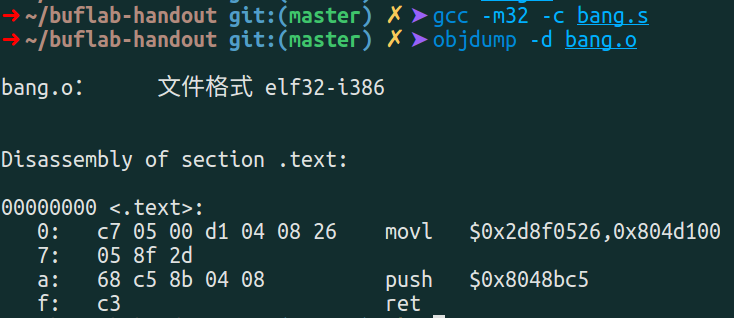 ➜ ~/buflab-handout git:(master) ✗ ➤ gcc -m32 -c bang.s
➜ ~/buflab-handout git:(master) ✗ ➤ objdump -d bang.o
bang.o：     文件格式 elf32-i386
Disassembly of section .text:
00000000 <.text>:
0:   c7 05 00 d1 04 08 26    movl   $0x2d8f0526,0x804d100
7:   05 8f 2d
a:   68 c5 8b 04 08          push   $0x8048bc5
f:   c3                      ret